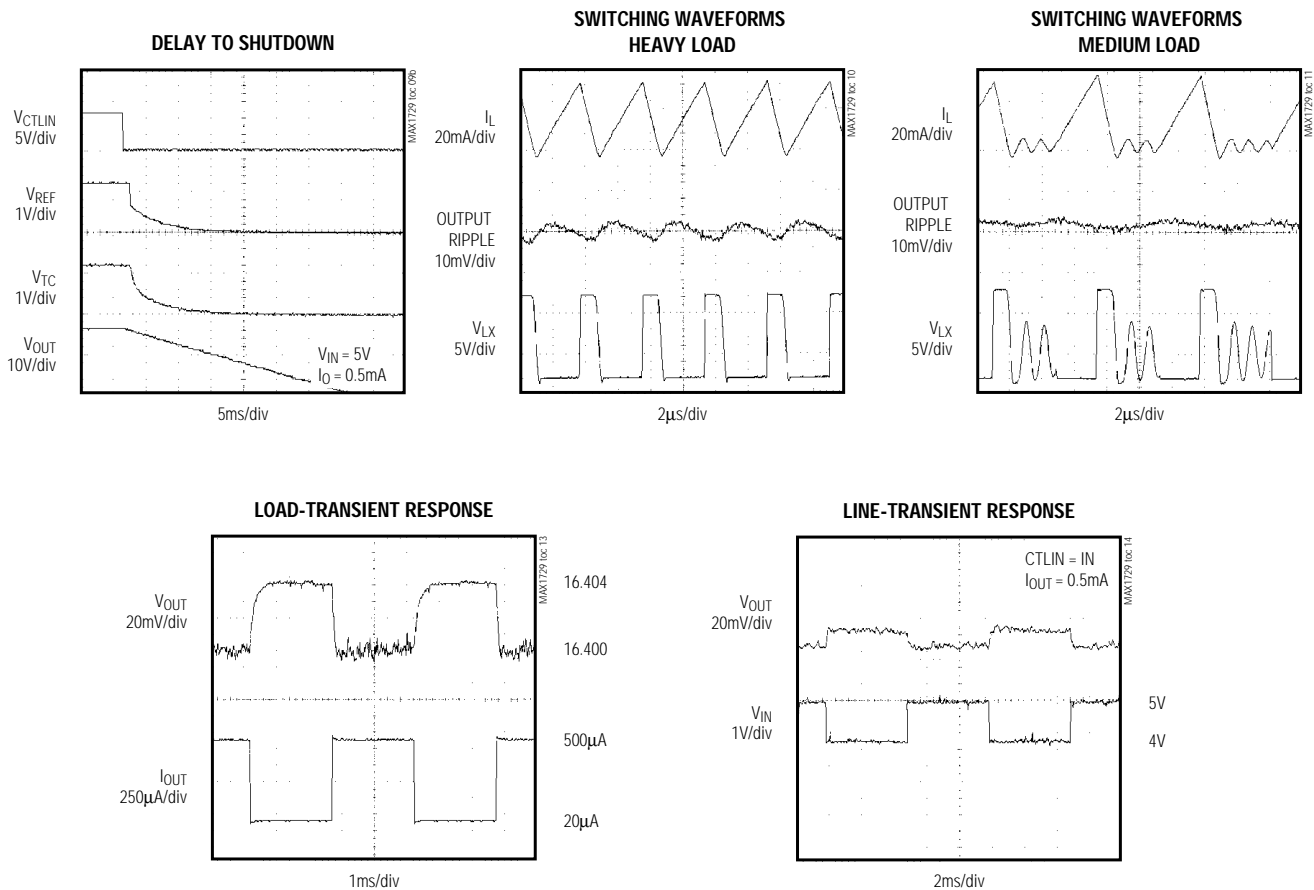 DELAY TO SHUTDOWN
VCTLIN
5V/div
VREF
1V/div
VTC
1V/div
VOUT
10V/div
VIN = 5V
IO = 0.5mA
5ms/div
MAX1729 toc 09b
SWITCHING WAVEFORMS
HEAVY LOAD
IL
20mA/div
OUTPUT
RIPPLE
10mV/div
VLX
5V/div
2µs/div
MAX1729 toc 10
SWITCHING WAVEFORMS
MEDIUM LOAD
IL
20mA/div
OUTPUT
RIPPLE
10mV/div
VLX
5V/div
2µs/div
MAX1729 toc 11
LOAD-TRANSIENT RESPONSE
VOUT
20mV/div
IOUT
250µA/div
16.404
16.400
500µA
20µA
1ms/div
MAX1729 toc 13
LINE-TRANSIENT RESPONSE
CTLIN = IN
IOUT = 0.5mA
VOUT
20mV/div
VIN
1V/div
5V
4V
2ms/div
MAX1729 toc 14